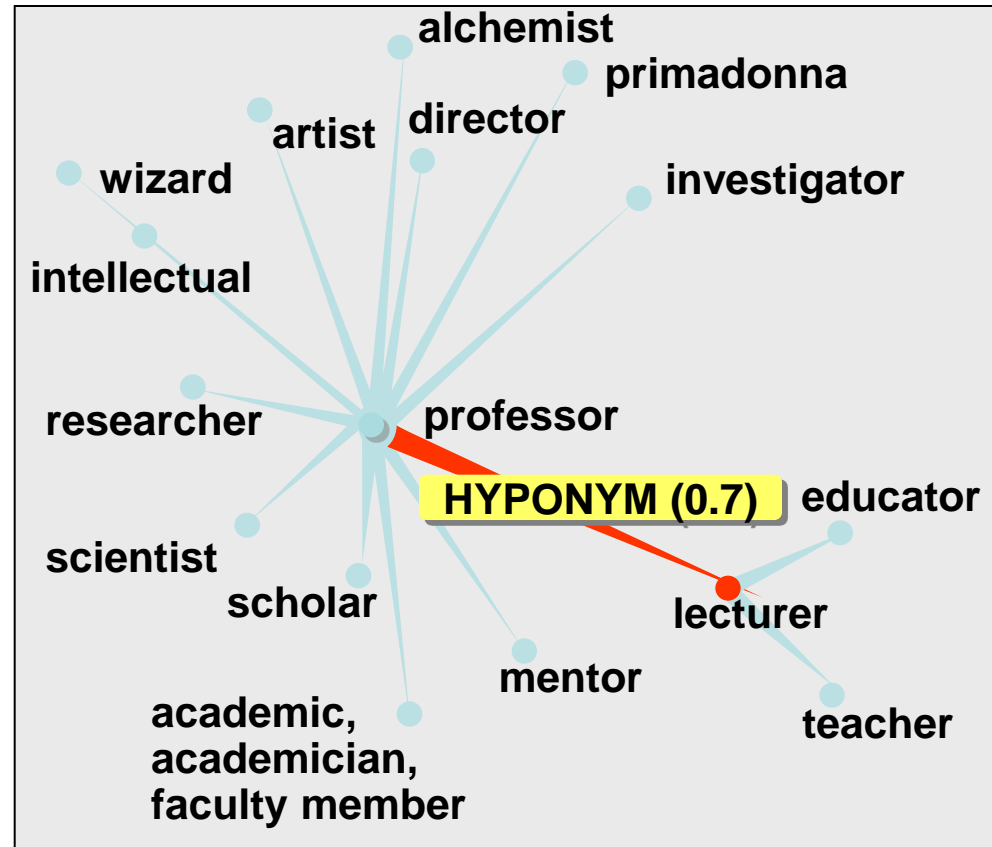 alchemist
primadonna
director
artist
wizard
investigator
intellectual
professor
researcher
HYPONYM (0.7)
educator
scientist
scholar
lecturer
mentor
academic,
academician,
faculty member
teacher